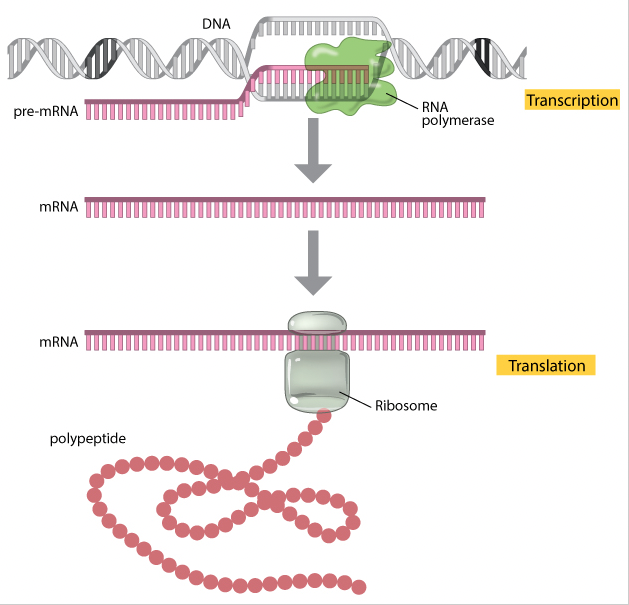 DNA
pre-mRNA
RNA
polymerase
Transcription
mRNA
mRNA
Translation
Ribosome
polypeptide